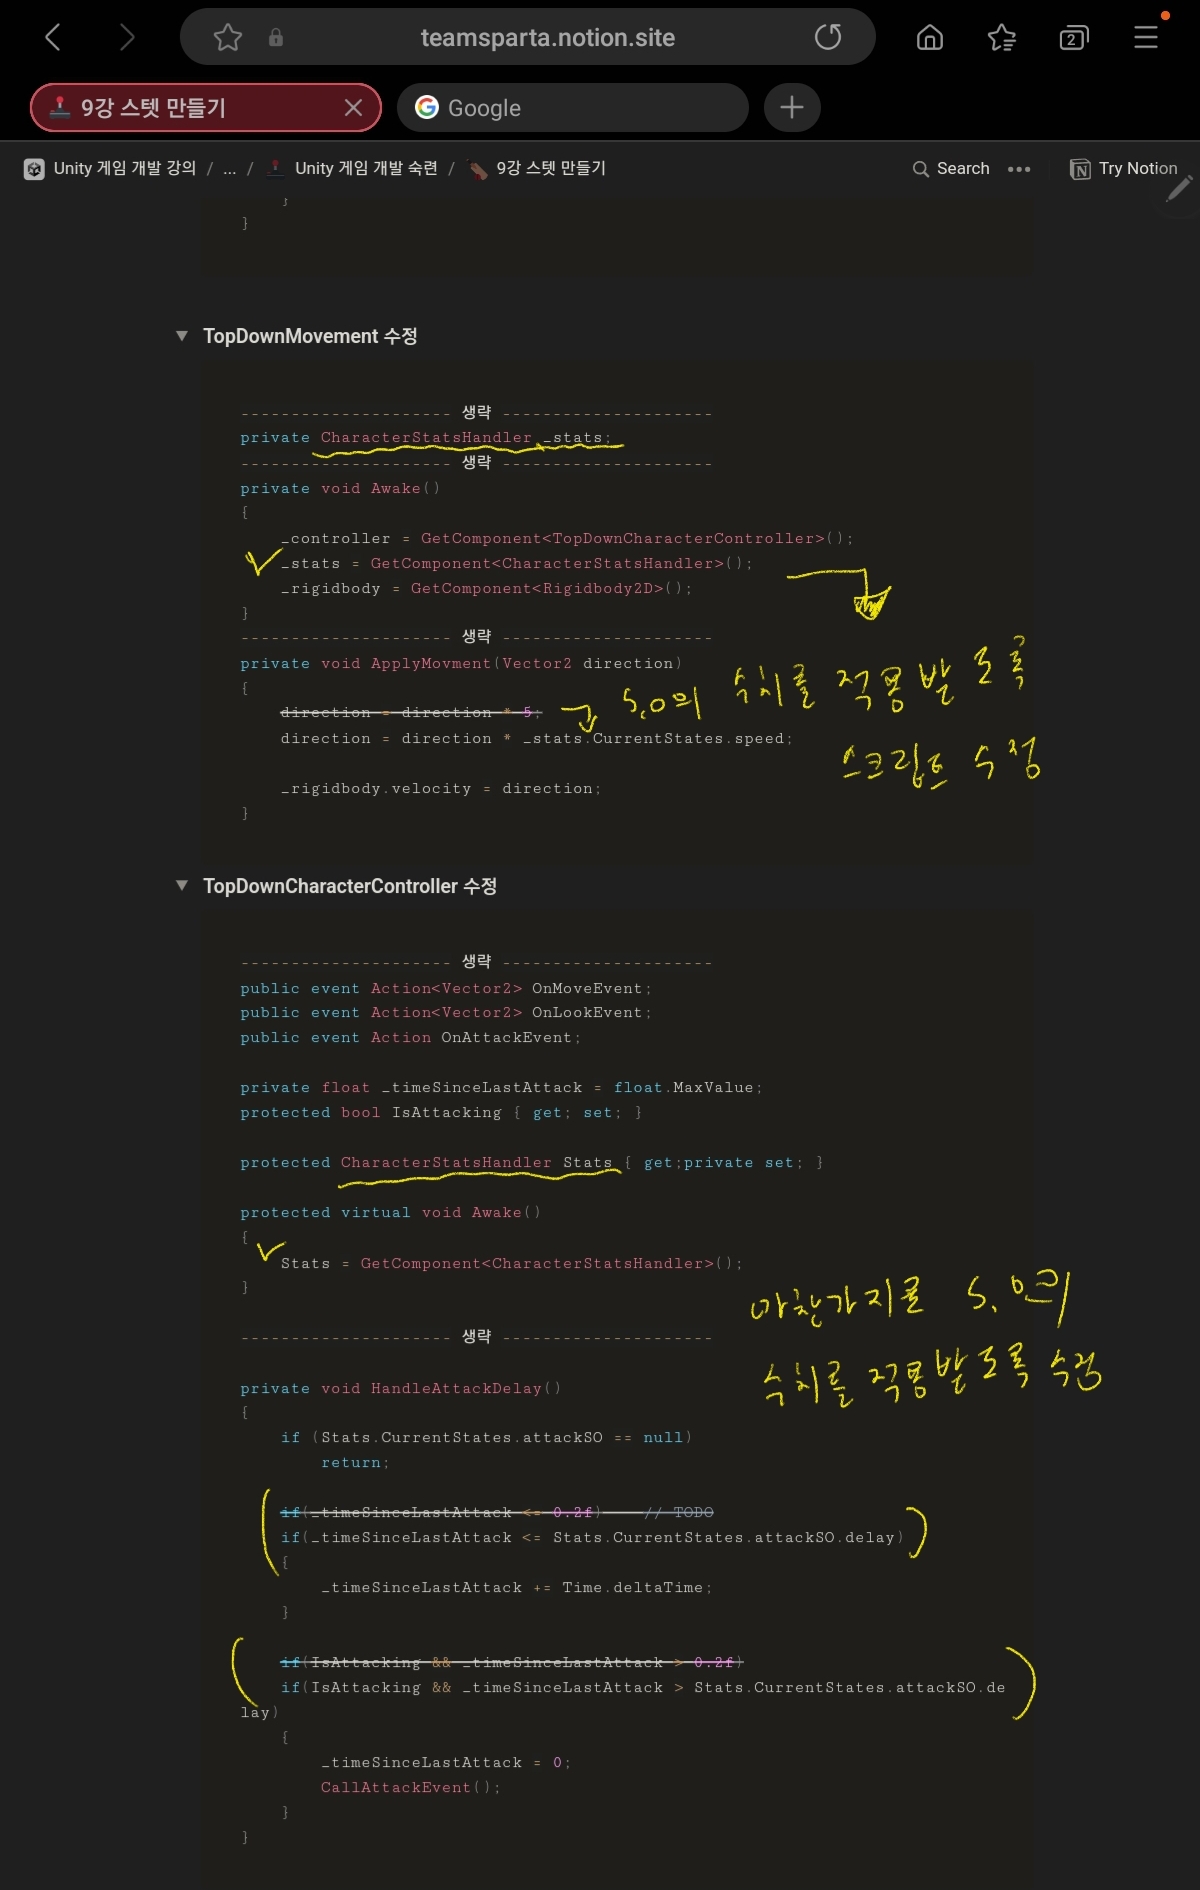 teamsparta.notion.site
2
9강 스텟 만들기
Google
Unity 게임 개발 강의 / ... / Unity 게임 개발 숙련 / 9강 스텟 만들기
Search
Try Notion
}
}
TopDownMovement 수정
--------------------- 생략 ---------------------
private CharacterStatsHandler _stats;
--------------------- 생략 ---------------------
private void Awake()
{
_controller = GetComponent<TopDownCharacterController>();
_stats = GetComponent<CharacterStatsHandler>();
_rigidbody = GetComponent<Rigidbody2D>();
}
--------------------- 생략 ---------------------
private void ApplyMovment(Vector2 direction)
{
direction = direction * 5;
S.O의 수치를 적용받도록
direction = direction * _stats.CurrentStates.speed;
스크립트 수정
_rigidbody.velocity = direction;
}
TopDownCharacterController 수정
--------------------- 생략 ---------------------
public event Action<Vector2> OnMoveEvent;
public event Action<Vector2> OnLookEvent;
public event Action OnAttackEvent;
private float _timeSinceLastAttack = float.MaxValue;
protected bool IsAttacking { get; set; }
protected CharacterStatsHandler Stats { get;private set; }
protected virtual void Awake()
{
Stats = GetComponent<CharacterStatsHandler>();
}
마찬가지로 S.O의
--------------------- 생략 ---------------------
수치를 적용받도록 수정
private void HandleAttackDelay()
{
if (Stats.CurrentStates.attackSO == null)
return;
if(_timeSinceLastAttack <= 0.2f) // TODO
if(_timeSinceLastAttack <= Stats.CurrentStates.attackSO.delay)
{
_timeSinceLastAttack += Time.deltaTime;
}
if(IsAttacking && _timeSinceLastAttack > 0.2f)
if(IsAttacking && _timeSinceLastAttack > Stats.CurrentStates.attackSO.de
lay)
{
_timeSinceLastAttack = 0;
CallAttackEvent();
}
}